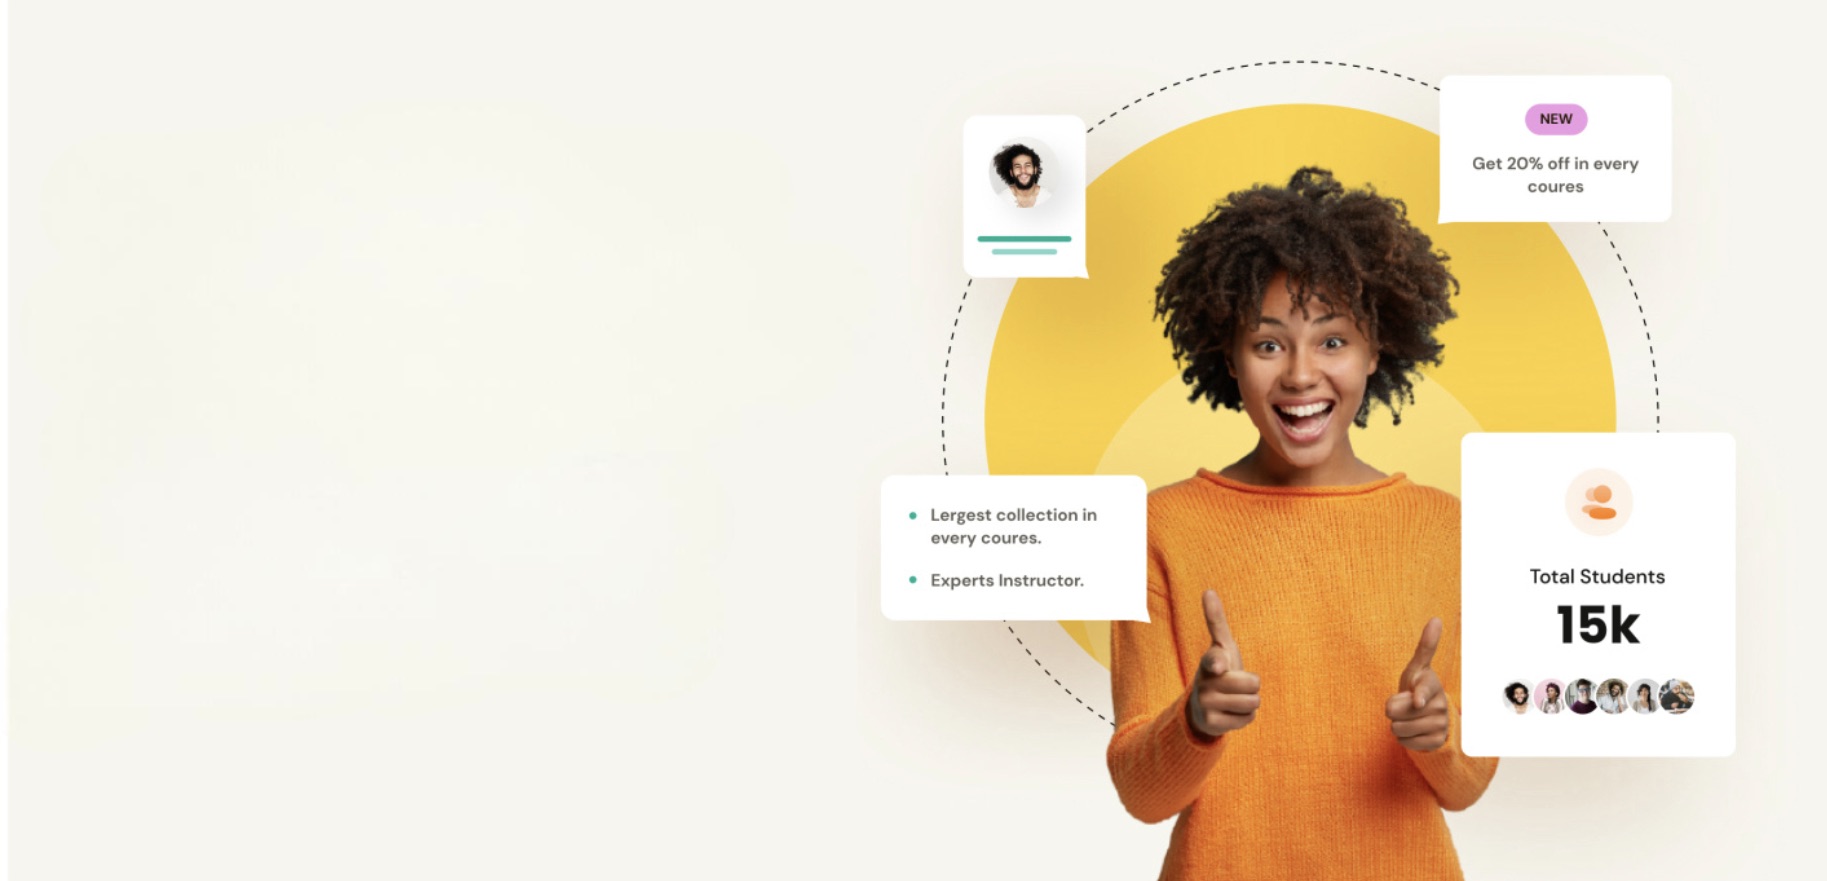 NEW
Get 20% off in every
coures
Lergest collection in
every coures.
Experts Instructor.
Total Students
15k